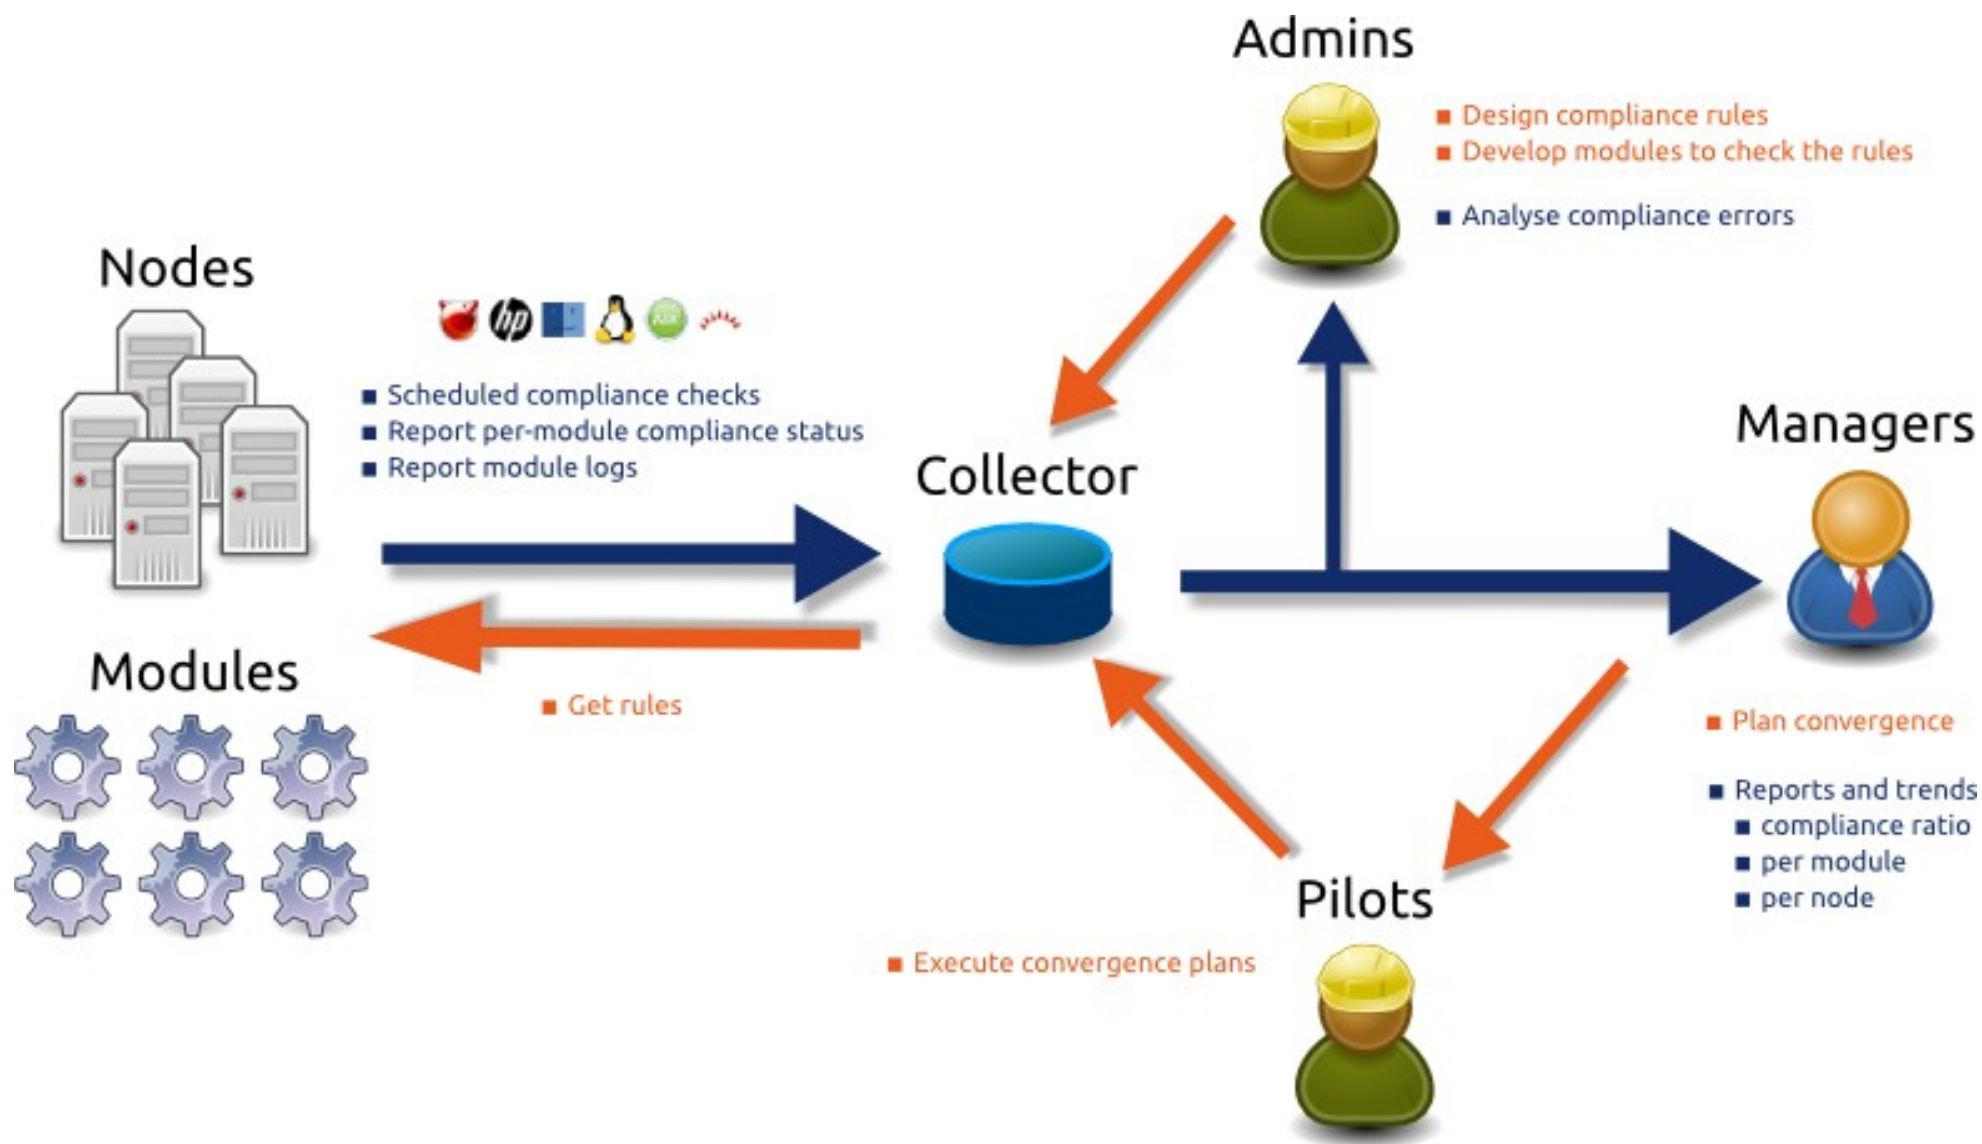 Admins
Design compliance rules
Develop modules to check the rules
Analyse compliance errors
Nodes
hp
Scheduled compliance checks
Report per-module compliance status
Report module logs
Managers
Collector
Modules
Get rules
Plan convergence
Reports and trends
compliance ratio
per module
per node
Pilots
Execute convergence plans